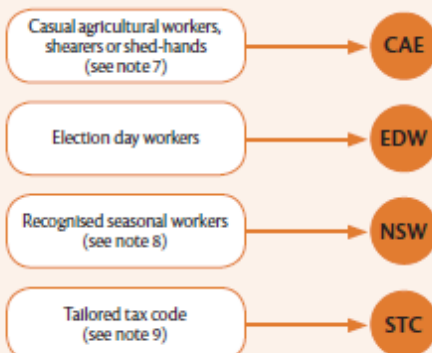 Casual agricultural workers,
shearers or shed-hands
(see note 7)
CAE
Election day workers
EDW
Recognised seasonal workers
(see note 8)
NSW
Tailored tax code
(see note 9)
STC